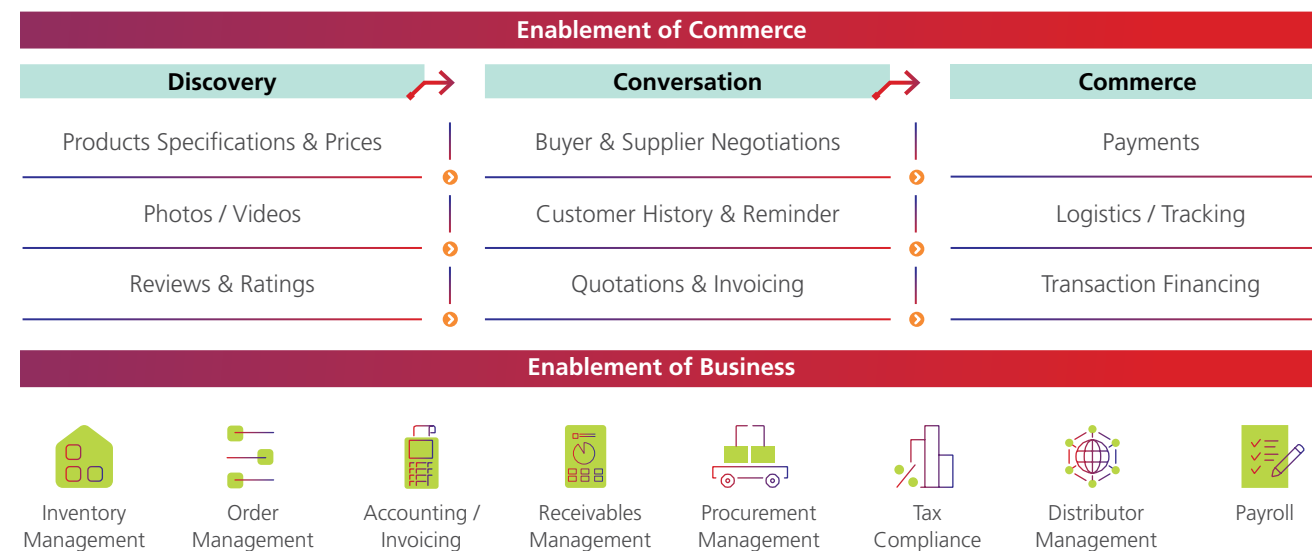 Enablement of Commerce
Discovery
Conversation
Commerce
Products Specifications & Prices
Buyer & Supplier Negotiations
Payments
Photos / Videos
Customer History & Reminder
Logistics / Tracking
Reviews & Ratings
Quotations & Invoicing
Transaction Financing
Enablement of Business
Inventory
Management
Order
Management
Accounting /
Invoicing
Receivables
Management
Procurement
Management
Tax
Compliance
Distributor
Management
Payroll